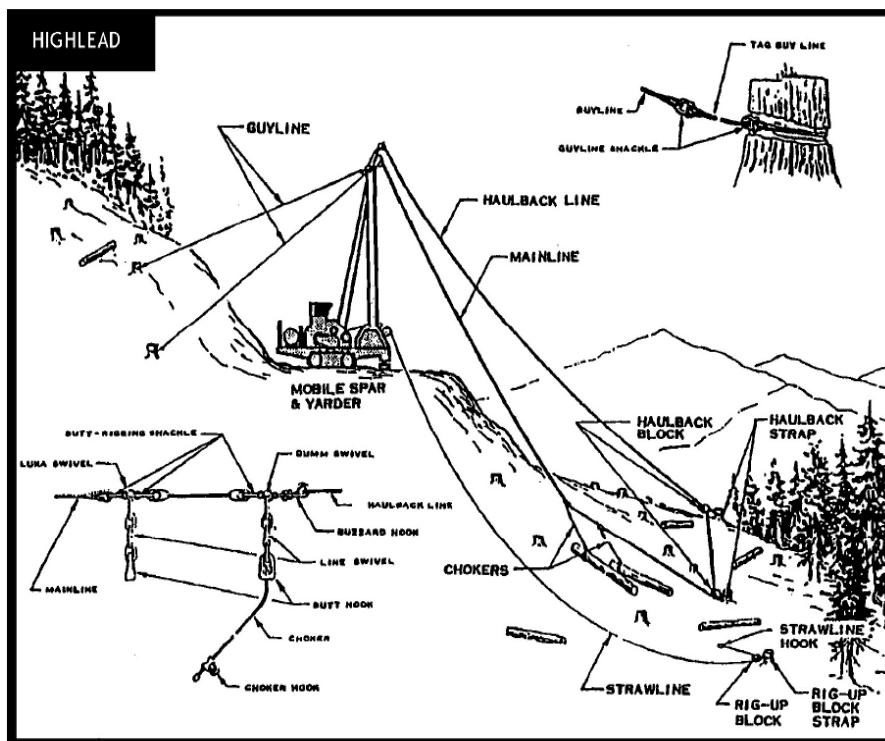 HIGHLEAD
TAG GUY LINE
GUYLINE
GUYLINE SHACKLE
GUYLINE
HAULBACK LINE
MAINLINE
MOBILE SPAR
& YARDER
HAULBACK
BLOCK
HAULBACK
STRAP
BUTT-RIGGING SHACKLE
LUKA SWIVEL
DUMM SWIVEL
HAULBACK LINE
BUZZARD HOOK
LINE SWIVEL
MAINLINE
BUTT HOOK
CHOKER
CHOKER HOOK
CHOKERS
STRAWLINE
HOOK
STRAWLINE
RIG-UP
BLOCK
RIG-UP
BLOCK
STRAP